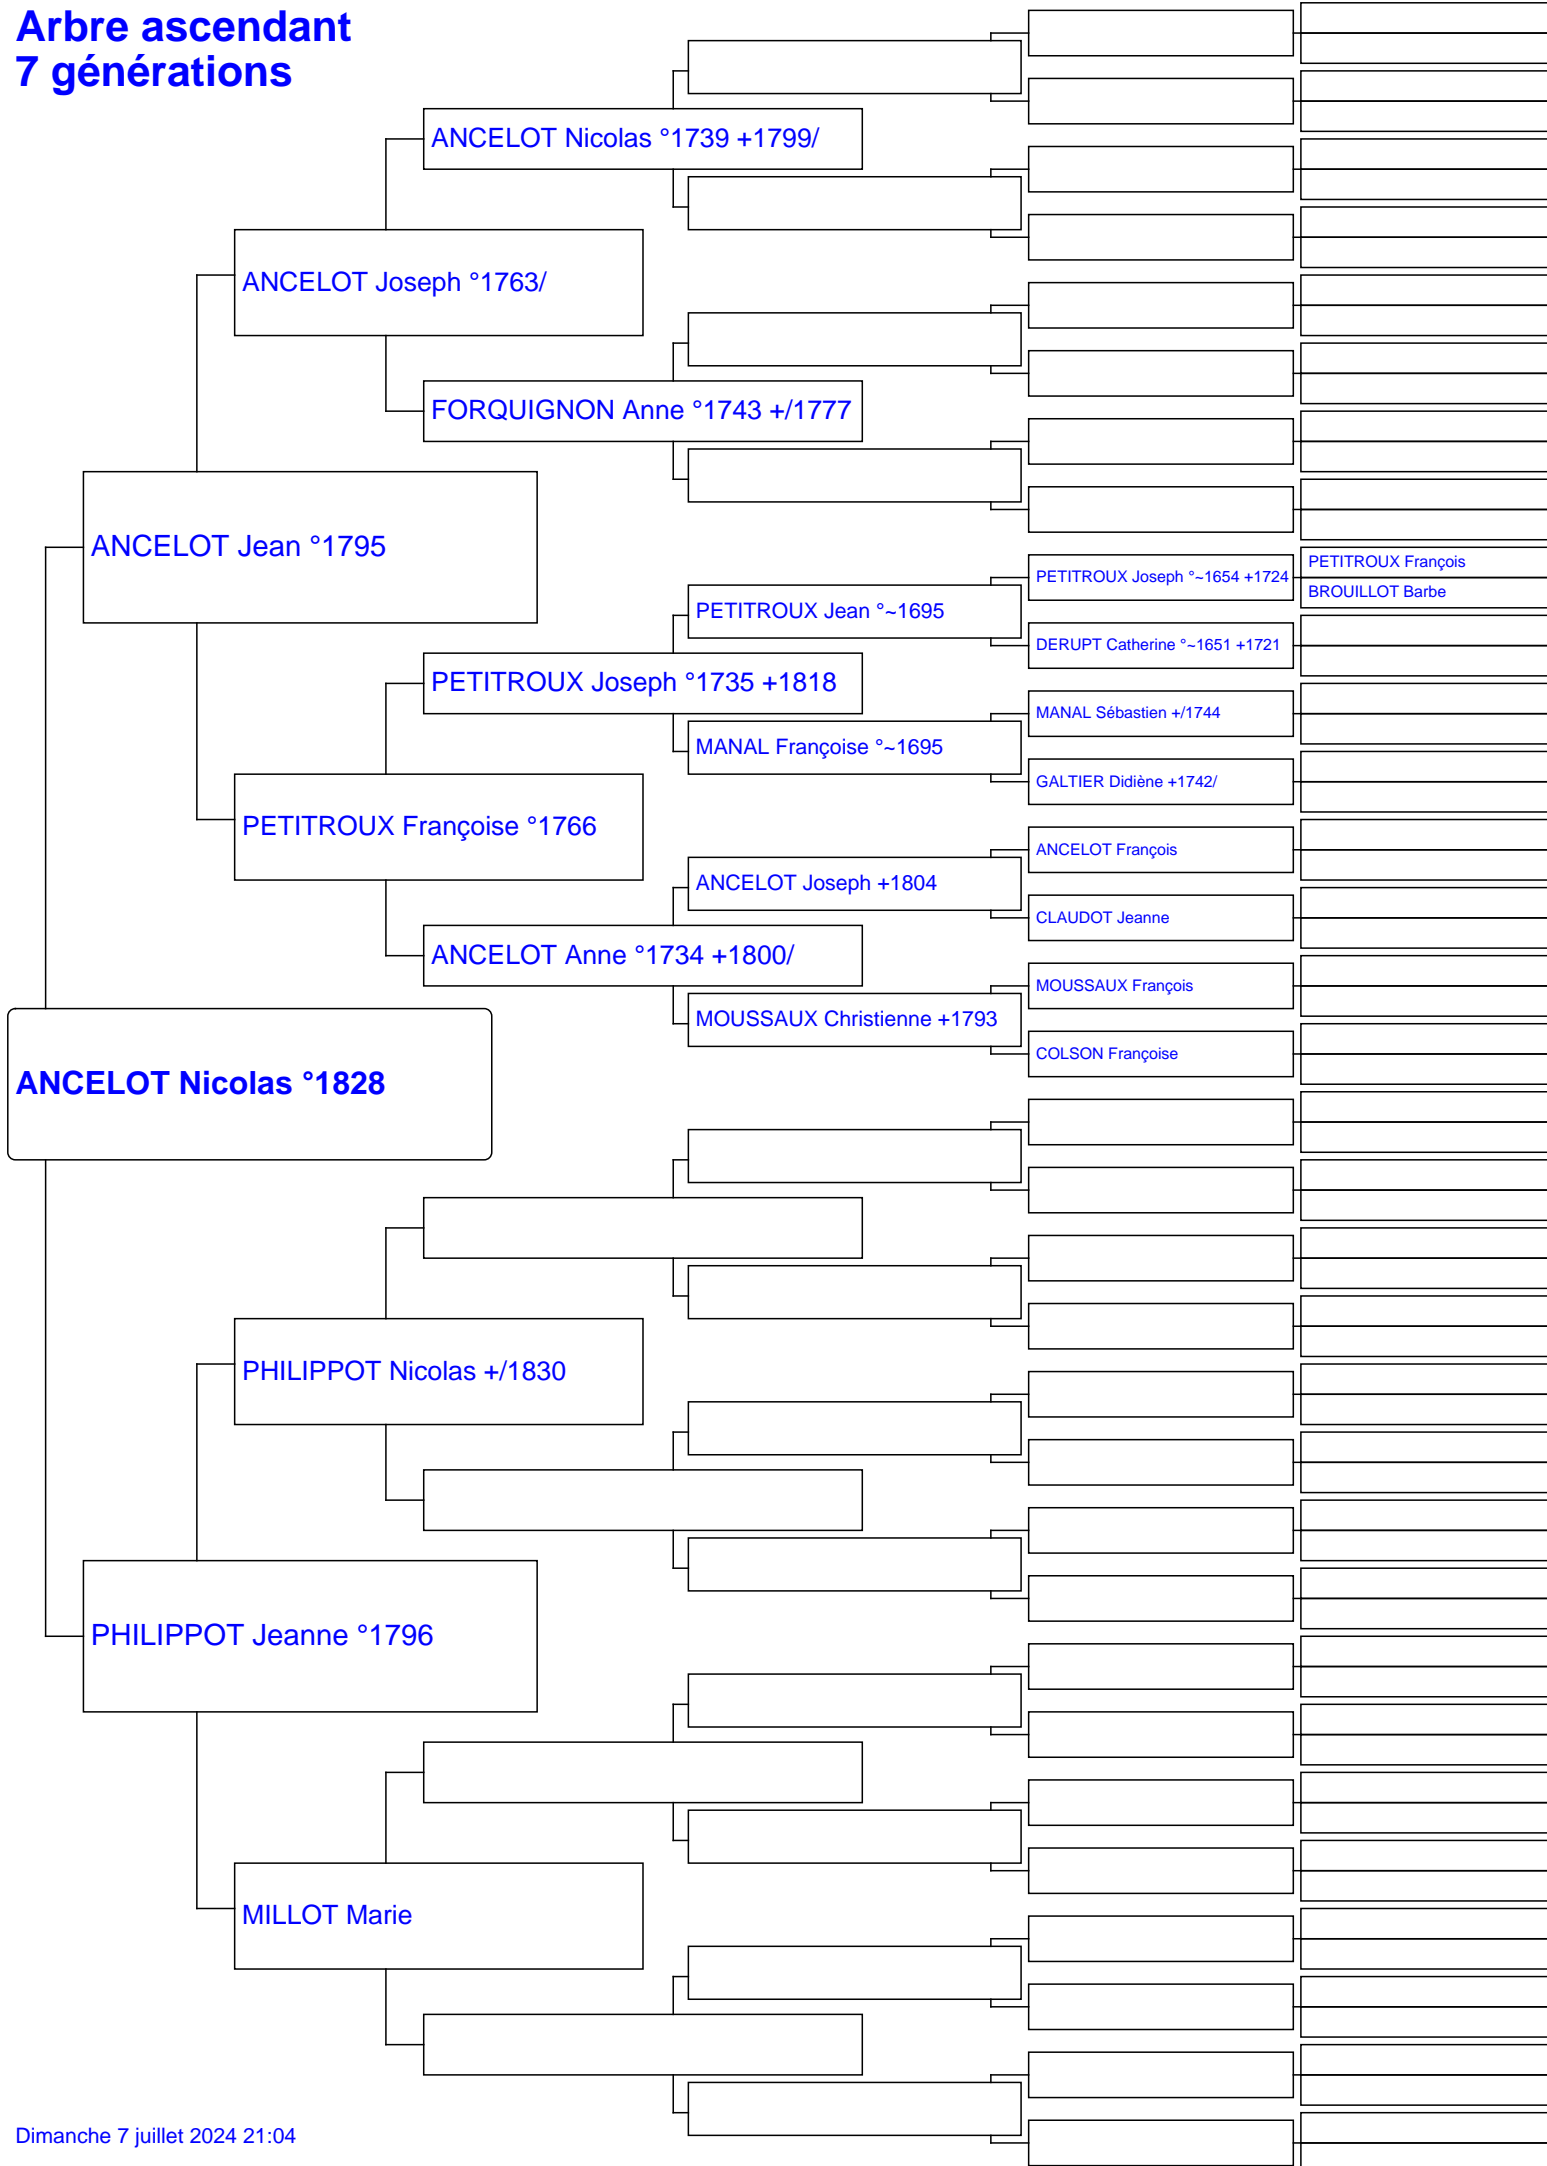 Arbre ascendant
7 générations
ANCELOT Nicolas °1739 +1799/
ANCELOT Joseph °1763/
FORQUIGNON Anne °1743 +/1777
ANCELOT Jean °1795
PETITROUX Joseph °~1654 +1724
PETITROUX François
BROUILLOT Barbe
PETITROUX Jean °~1695
DERUPT Catherine °~1651 +1721
PETITROUX Joseph °1735 +1818
MANAL Sébastien +/1744
MANAL Françoise °~1695
GALTIER Didiène +1742/
PETITROUX Françoise °1766
ANCELOT François
ANCELOT Joseph +1804
CLAUDOT Jeanne
ANCELOT Anne °1734 +1800/
MOUSSAUX François
MOUSSAUX Christienne +1793
COLSON Françoise
ANCELOT Nicolas °1828
PHILIPPOT Nicolas +/1830
PHILIPPOT Jeanne °1796
MILLOT Marie
Dimanche 7 juillet 2024 21:04